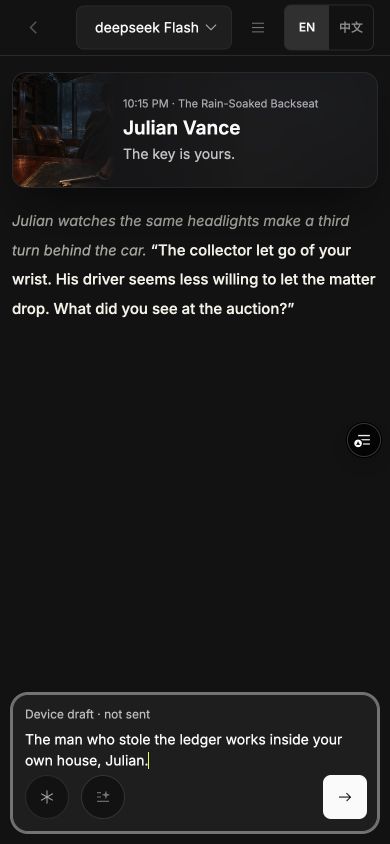 deepseek Flash
EN
中文
10:15 PM · The Rain-Soaked Backseat
Julian Vance
The key is yours.
Julian watches the same headlights make a third
turn behind the car. “The collector let go of your
wrist. His driver seems less willing to let the matter
drop. What did you see at the auction?”
Device draft · not sent
The man who stole the ledger works inside your
own house, Julian.